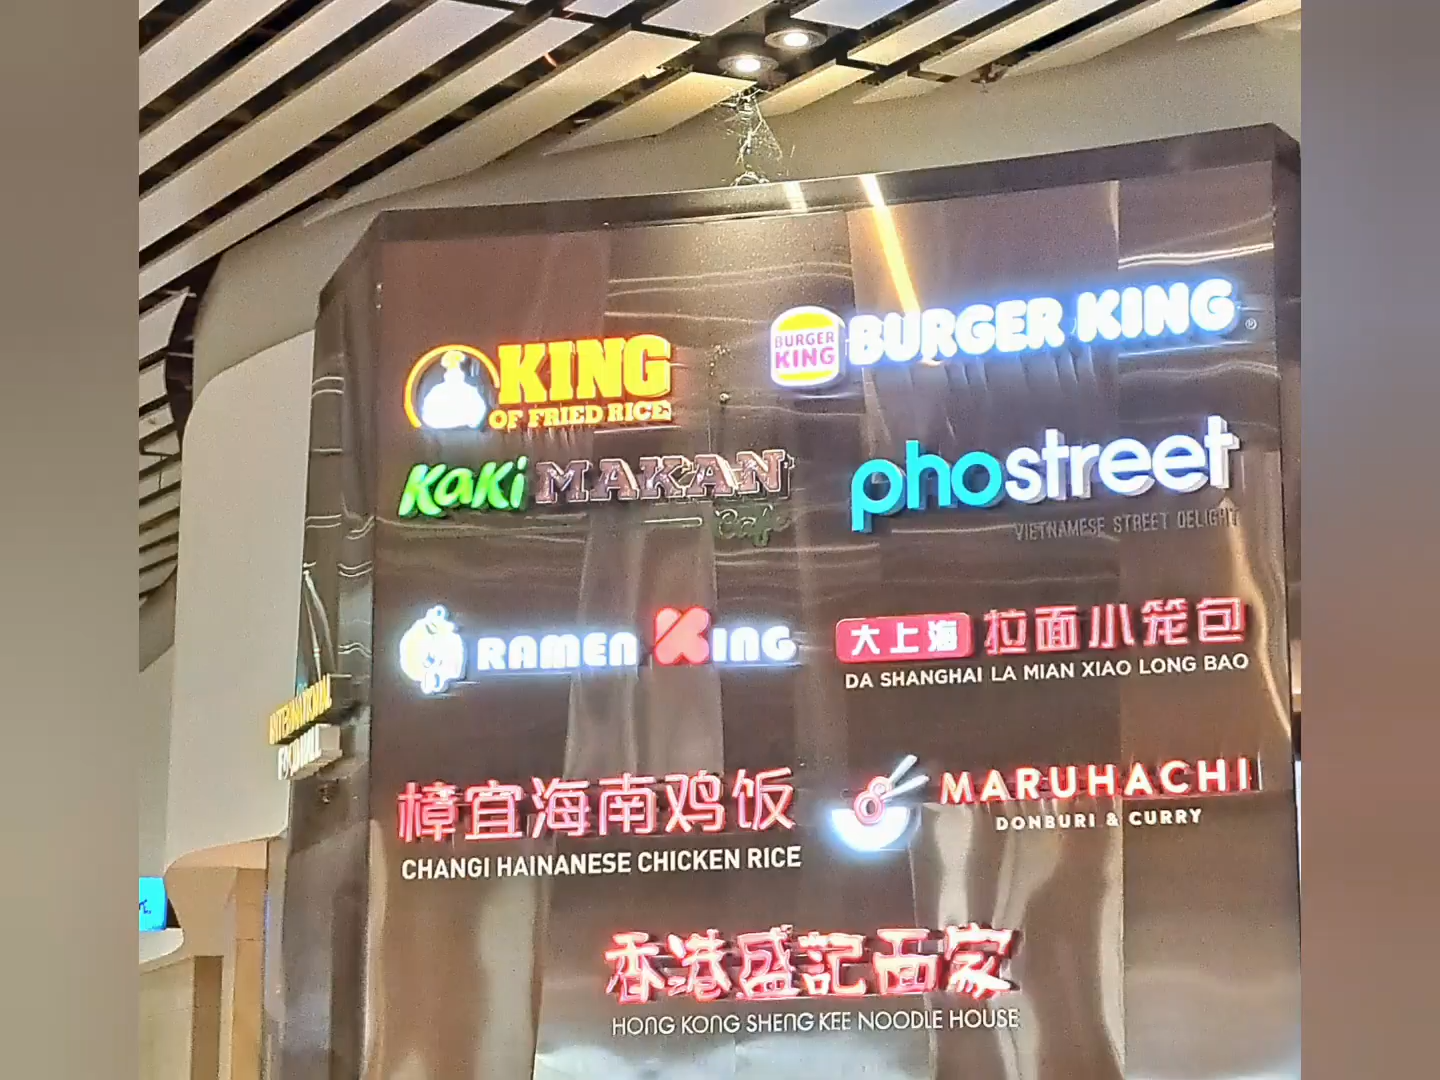 KING
OF FRIED RICE
BURGER KING
BURGER KING®
KaKi MAKAN
Cafe
phostreet
VIETNAMESE STREET DELIGHT
RAMEN KING
大上海 拉面小笼包
DA SHANGHAI LA MIAN XIAO LONG BAO
INTERNATIONAL
樟宜海南鸡饭
CHANGI HAINANESE CHICKEN RICE
MARUHACHI
DONBURI & CURRY
香港盛記面家
HONG KONG SHENG KEE NOODLE HOUSE